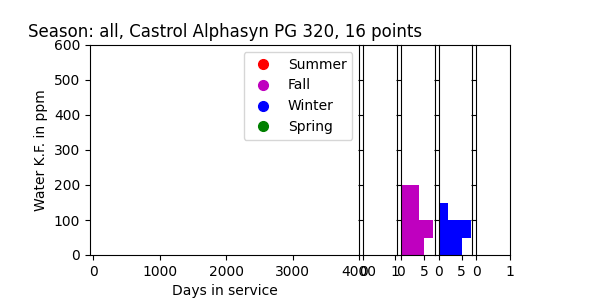 Season: all, Castrol Alphasyn PG 320, 16 points
Water K.F. in ppm
600
500
400
300
200
100
0
Summer
Fall
Winter
Spring
0 1000 2000 3000 4000 0 1 0 5 0 5 0 1
Days in service